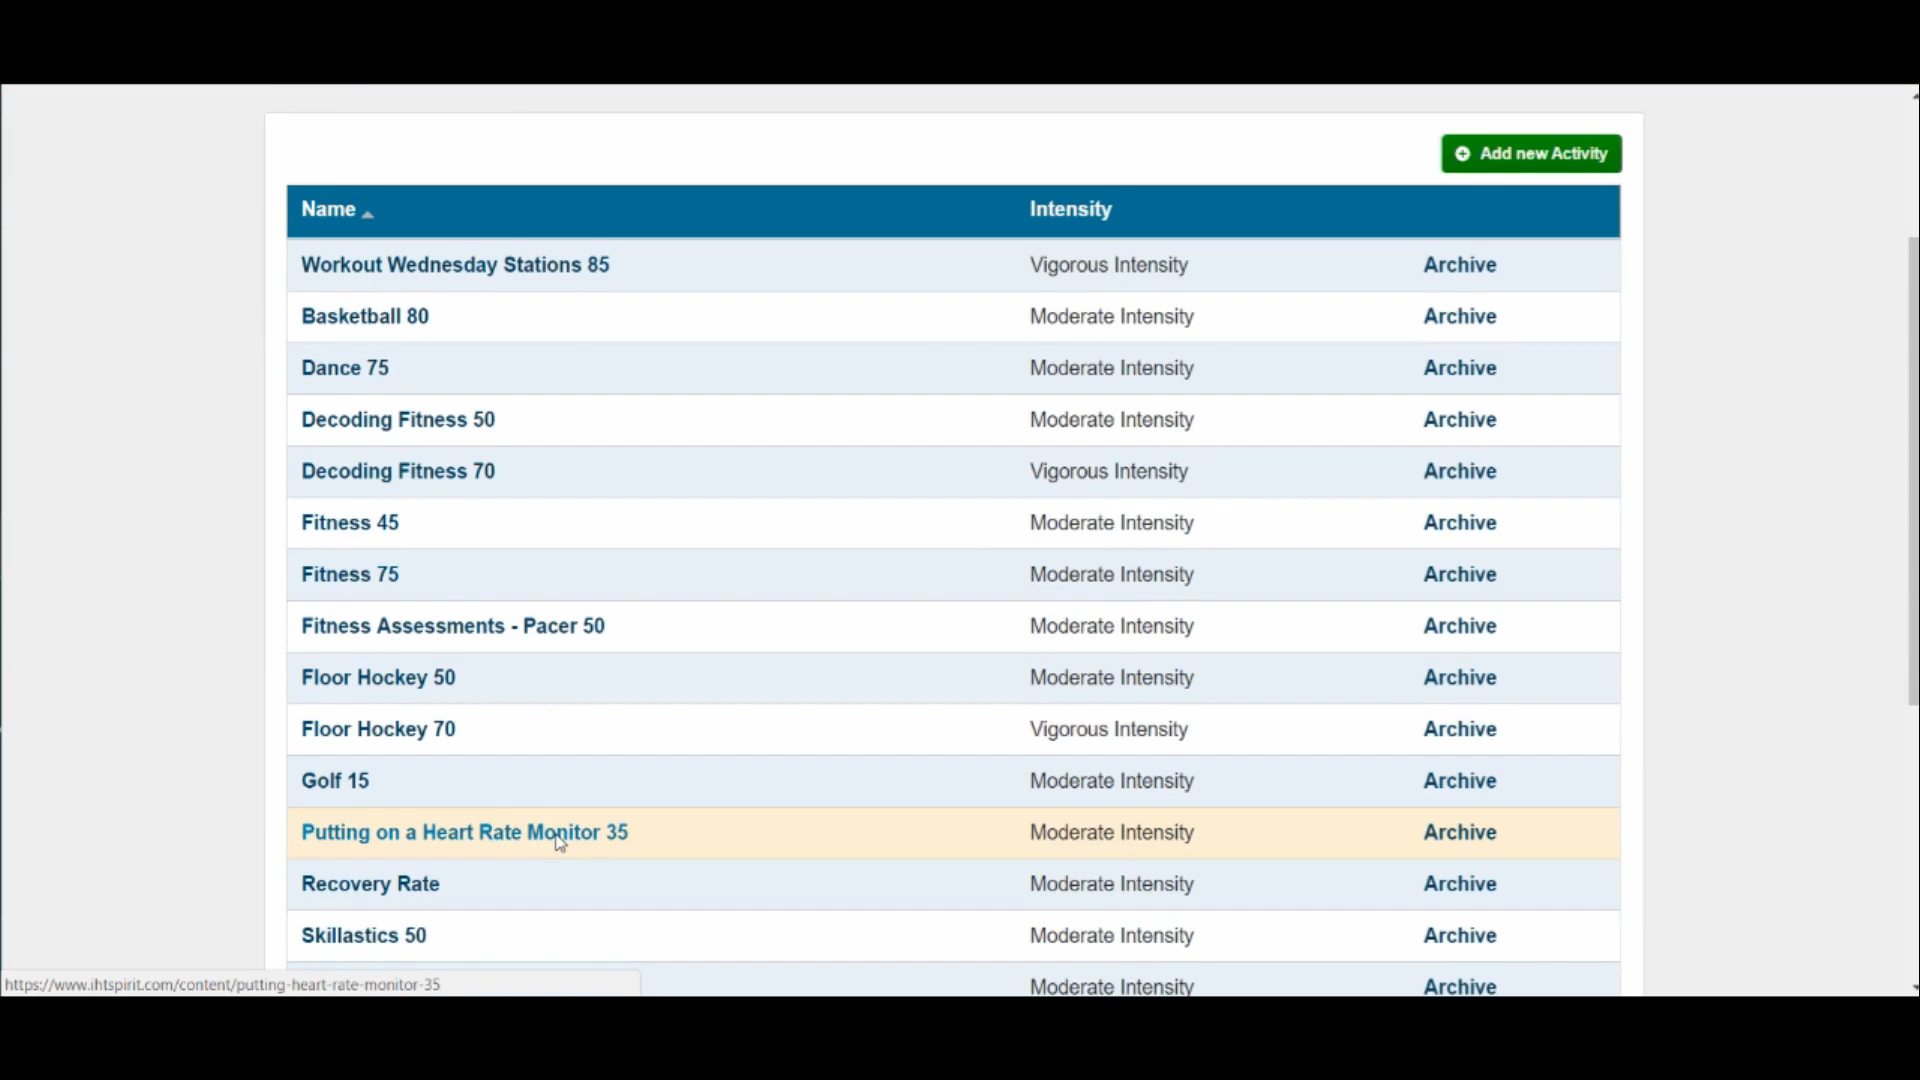 Add new Activity
Name Intensity
Workout Wednesday Stations 85 Vigorous Intensity Archive
Basketball 80 Moderate Intensity Archive
Dance 75 Moderate Intensity Archive
Decoding Fitness 50 Moderate Intensity Archive
Decoding Fitness 70 Vigorous Intensity Archive
Fitness 45 Moderate Intensity Archive
Fitness 75 Moderate Intensity Archive
Fitness Assessments - Pacer 50 Moderate Intensity Archive
Floor Hockey 50 Moderate Intensity Archive
Floor Hockey 70 Vigorous Intensity Archive
Golf 15 Moderate Intensity Archive
Putting on a Heart Rate Monitor 35 Moderate Intensity Archive
Recovery Rate Moderate Intensity Archive
Skillastics 50 Moderate Intensity Archive
Moderate Intensity Archive
https://www.ihtspirit.com/content/putting-heart-rate-monitor-35